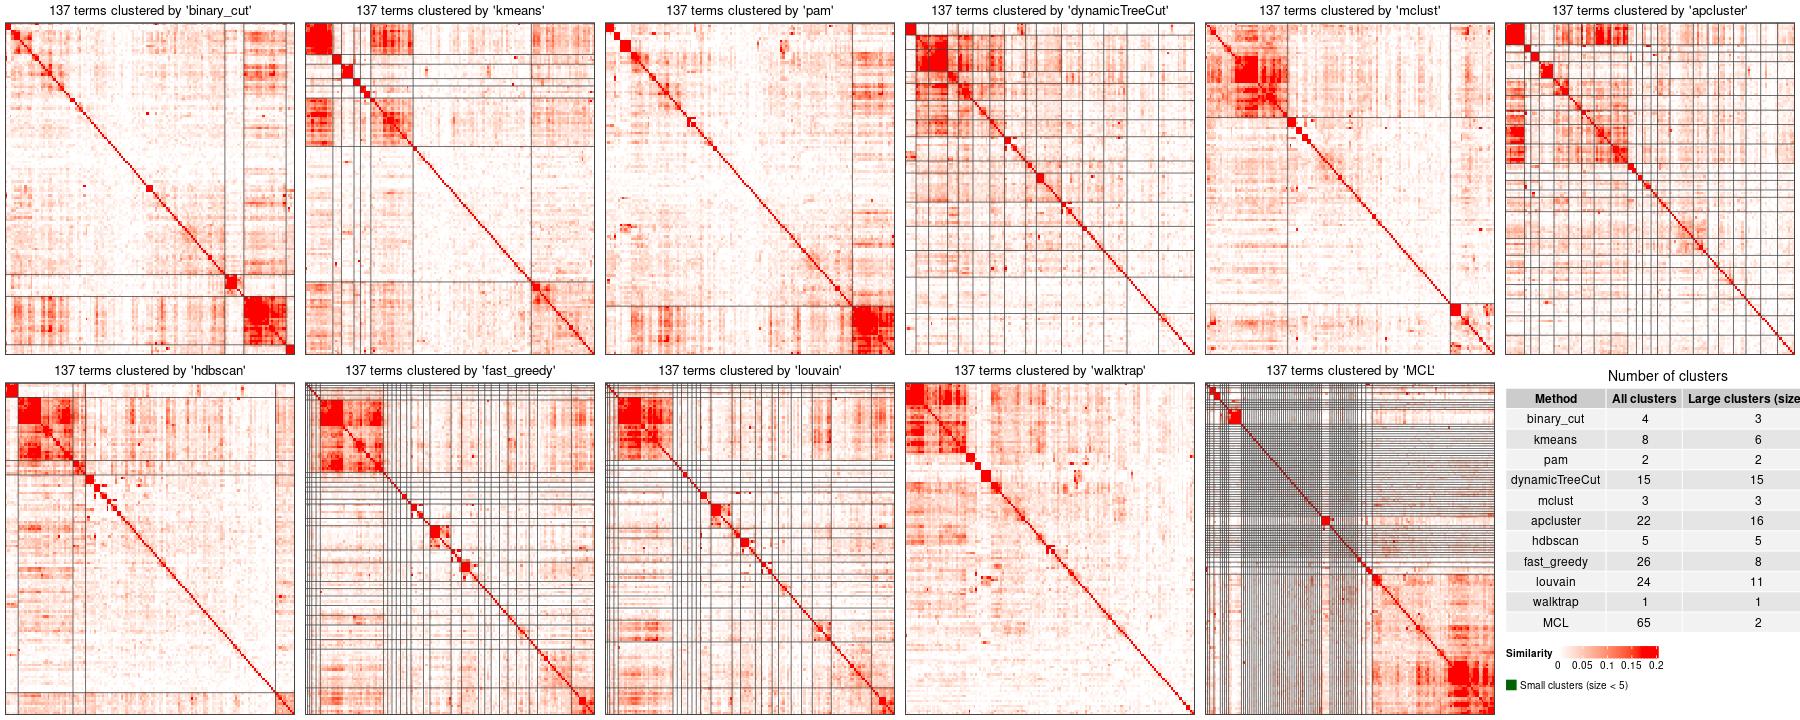 137 terms clustered by 'binary_cut'
137 terms clustered by 'kmeans'
137 terms clustered by 'pam'
137 terms clustered by 'dynamicTreeCut'
137 terms clustered by 'mclust'
137 terms clustered by 'apcluster'
137 terms clustered by 'hdbscan'
137 terms clustered by 'fast_greedy'
137 terms clustered by 'louvain'
137 terms clustered by 'walktrap'
137 terms clustered by 'MCL'
Number of clusters
Method All clusters Large clusters (size
binary_cut 4 3
kmeans 8 6
pam 2 2
dynamicTreeCut 15 15
mclust 3 3
apcluster 22 16
hdbscan 5 5
fast_greedy 26 8
louvain 24 11
walktrap 1 1
MCL 65 2
Similarity
0 0.05 0.1 0.15 0.2
Small clusters (size < 5)